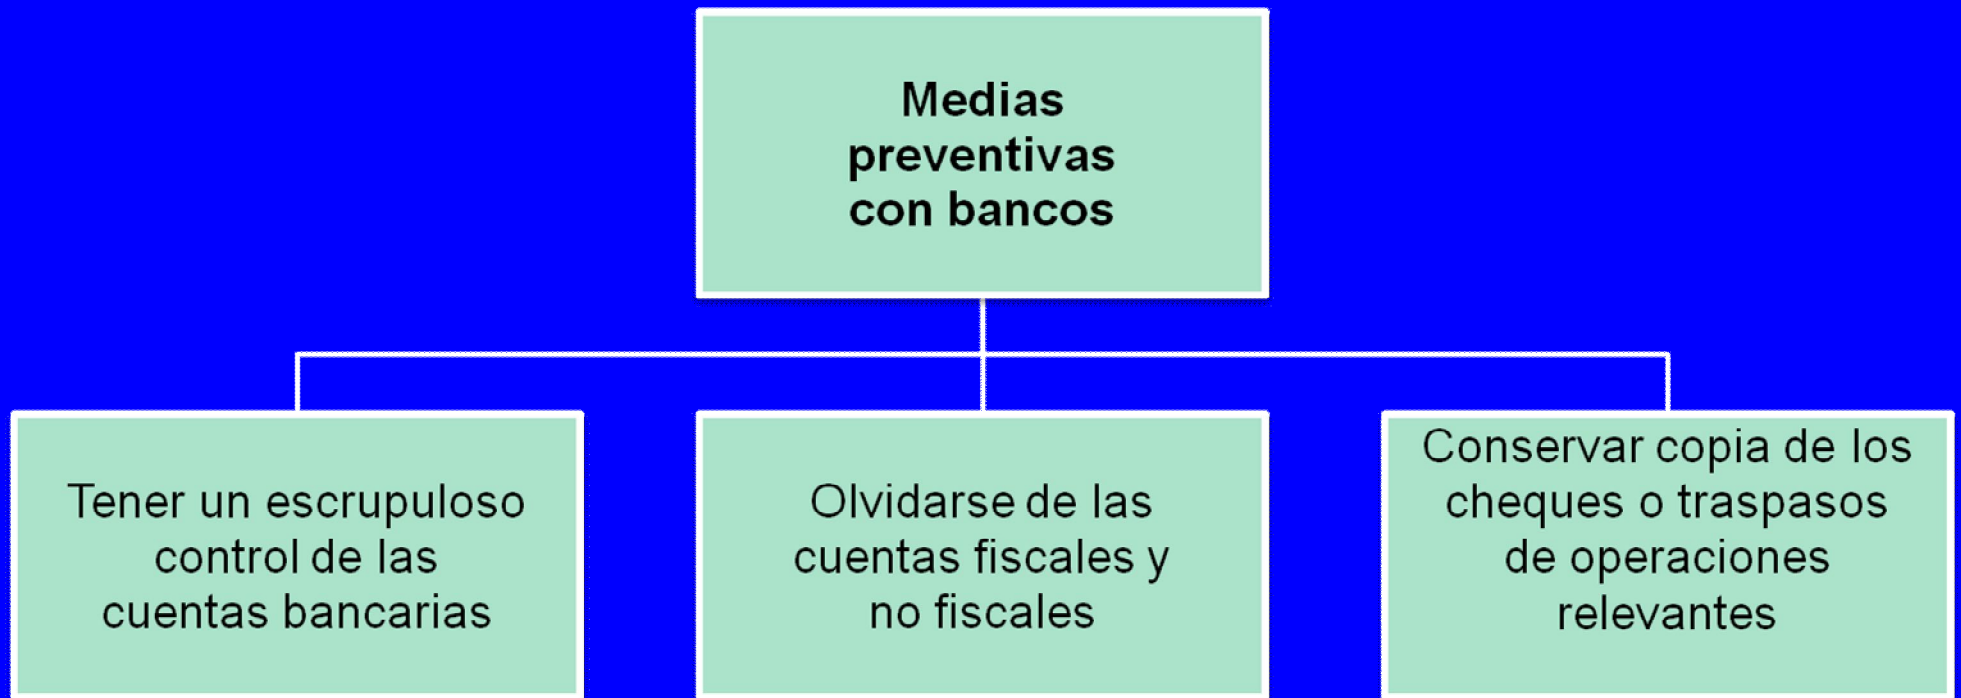 Medias
preventivas
con bancos
Tener un escrupuloso
control de las
cuentas bancarias
Olvidarse de las
cuentas fiscales y
no fiscales
Conservar copia de los
cheques o traspasos
de operaciones
relevantes